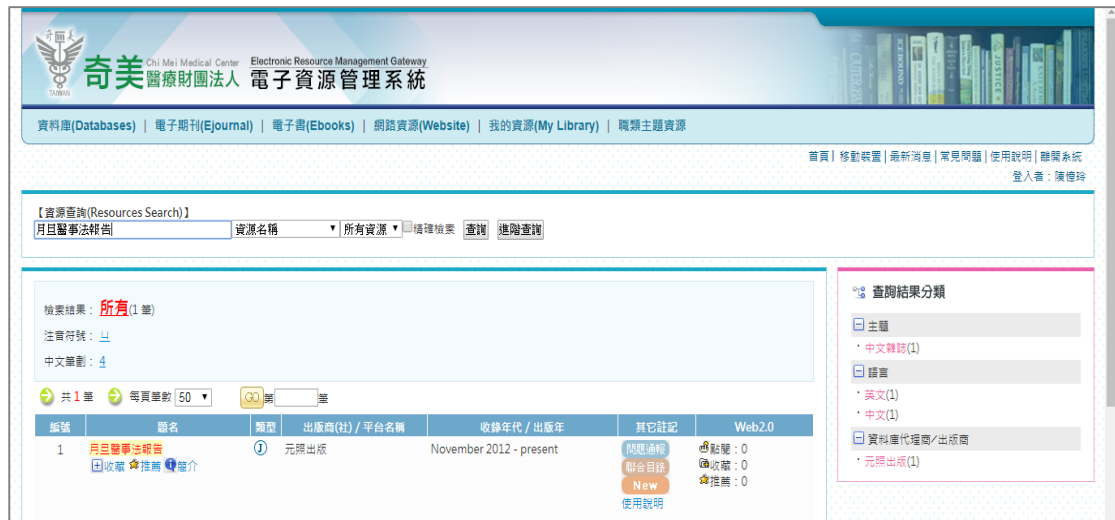 奇美
TAIWAN
奇美醫療財團法人
Chi Mei Medical Center
Electronic Resource Management Gateway
電子資源管理系統
REBOUND
JUSTICE
資料庫(Databases) | 電子期刊(Ejournal) | 電子書(Ebooks) | 網路資源(Website) | 我的資源(My Library) | 職類主題資源
首頁 | 移動裝置 | 最新消息 | 常見問題 | 使用說明 | 離開系統
登入者：陳憶玲
【資源查詢(Resources Search)】
月旦醫事法報告 資源名稱 所有資源 精確檢索 查詢 進階查詢
檢索結果： 所有(1 筆)
注音符號： ㄩ
中文筆劃： 4
共1筆 每頁筆數 50 GO 第 筆
編號 題名 類型 出版商(社) / 平台名稱 收錄年代 / 出版年 其它註記 Web2.0
1 月旦醫事法報告 J 元照出版 November 2012 - present 問題通報 點閱：0
收藏 推薦 簡介 聯合目錄 收藏：0
New 推薦：0
使用說明
查詢結果分類
主題
中文雜誌(1)
語言
英文(1)
中文(1)
資料庫代理商/出版商
元照出版(1)